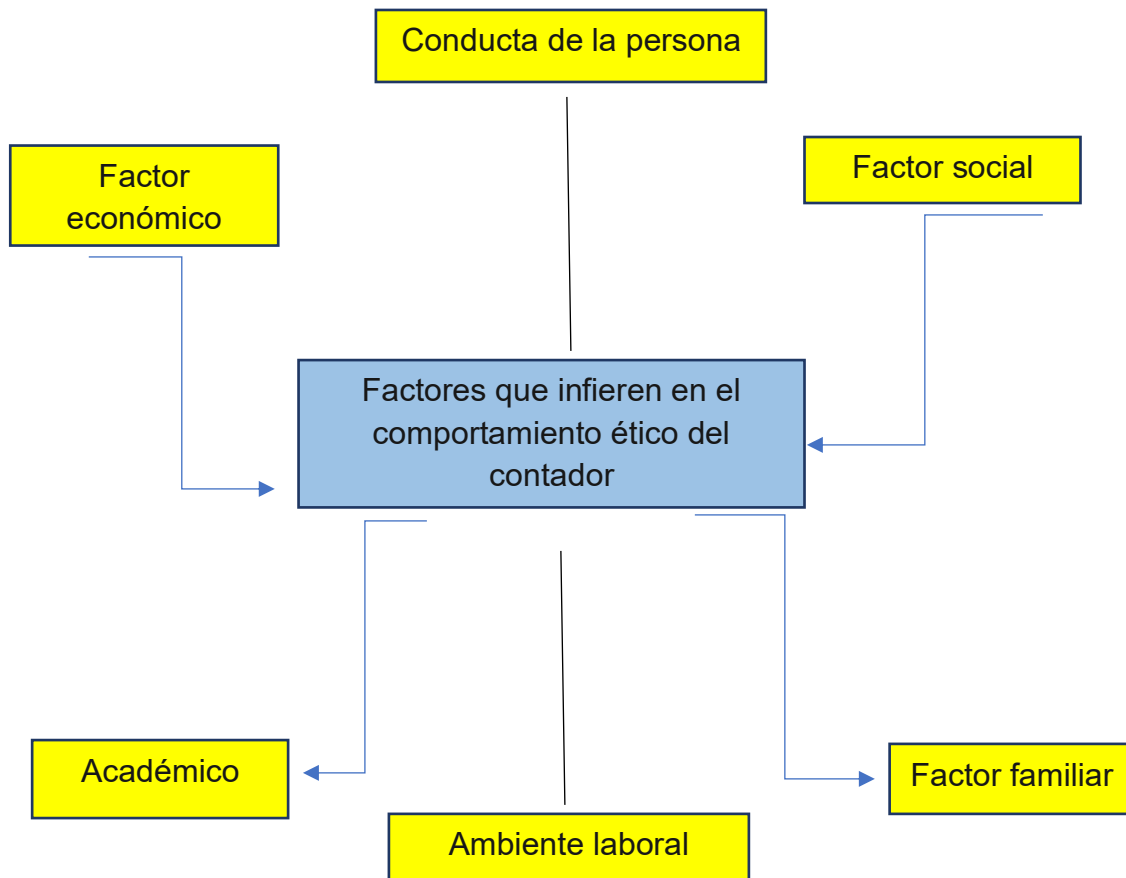 Conducta de la persona
Factor
económico
Factor social
Factores que infieren en el
comportamiento ético del
contador
Académico
Factor familiar
Ambiente laboral